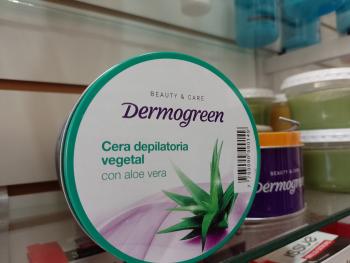 BEAUTY & CARE
Dermogreen
Cera depilatoria
vegetal
con aloe vera
BEAUTY & CARE
Dermogreen